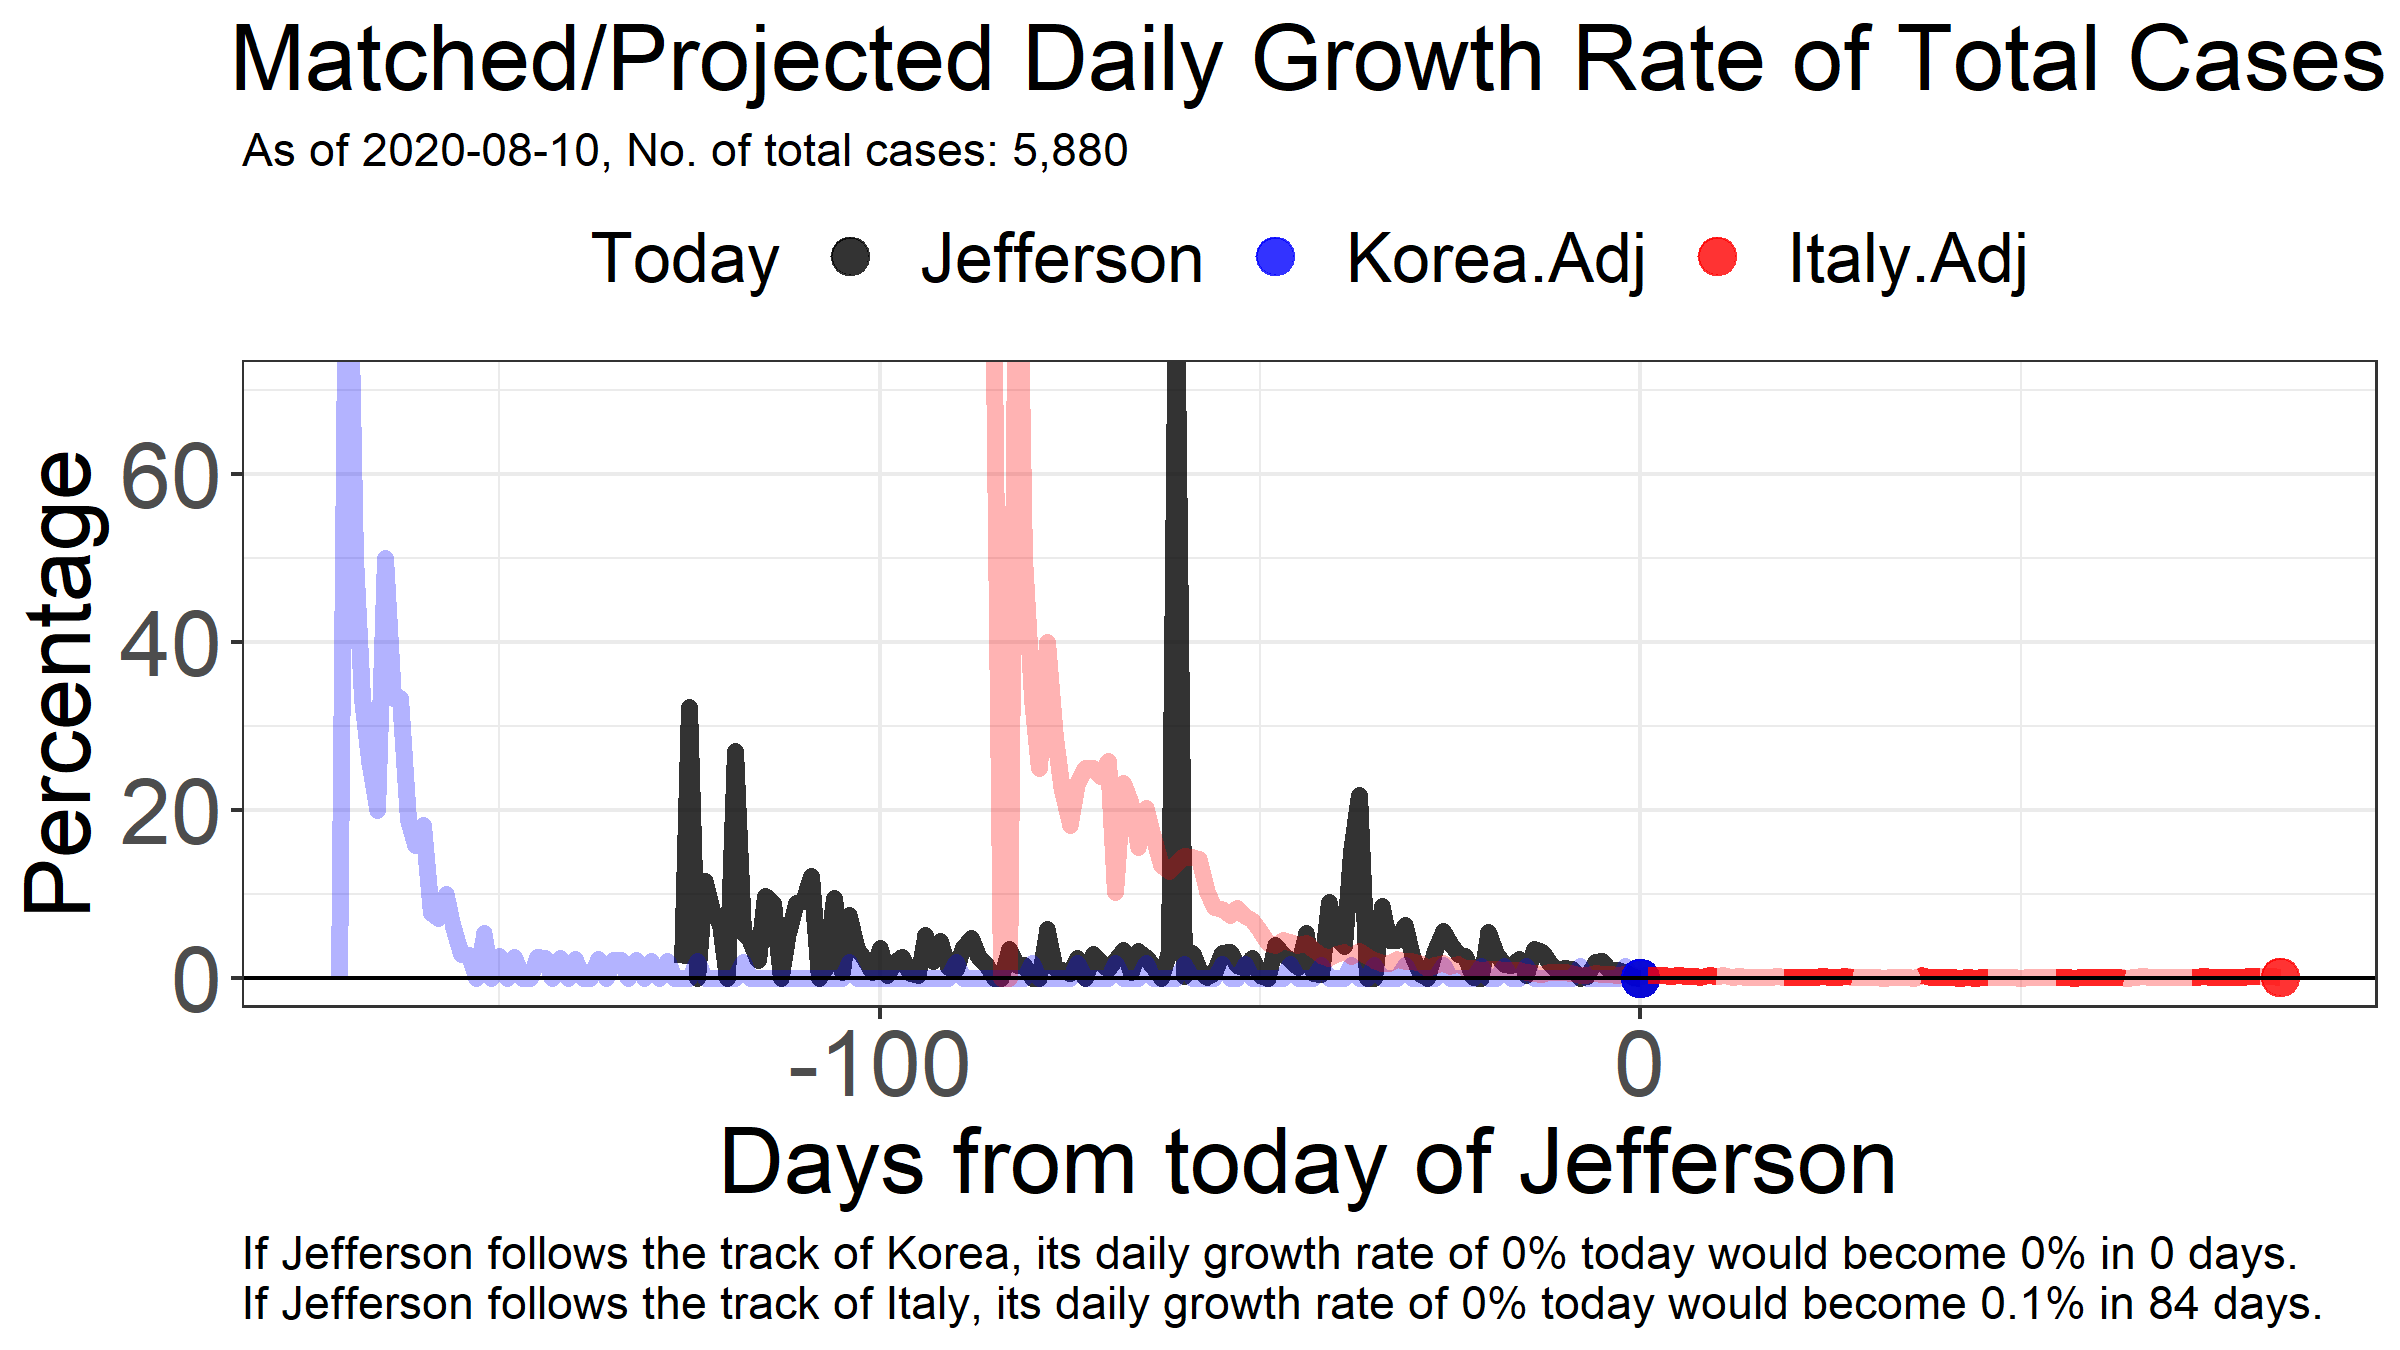 Matched/Projected Daily Growth Rate of Total Cases
As of 2020-08-10, No. of total cases: 5,880
Today Jefferson Korea.Adj Italy.Adj
Percentage
60
40
20
0
-100 0
Days from today of Jefferson
If Jefferson follows the track of Korea, its daily growth rate of 0% today would become 0% in 0 days.
If Jefferson follows the track of Italy, its daily growth rate of 0% today would become 0.1% in 84 days.